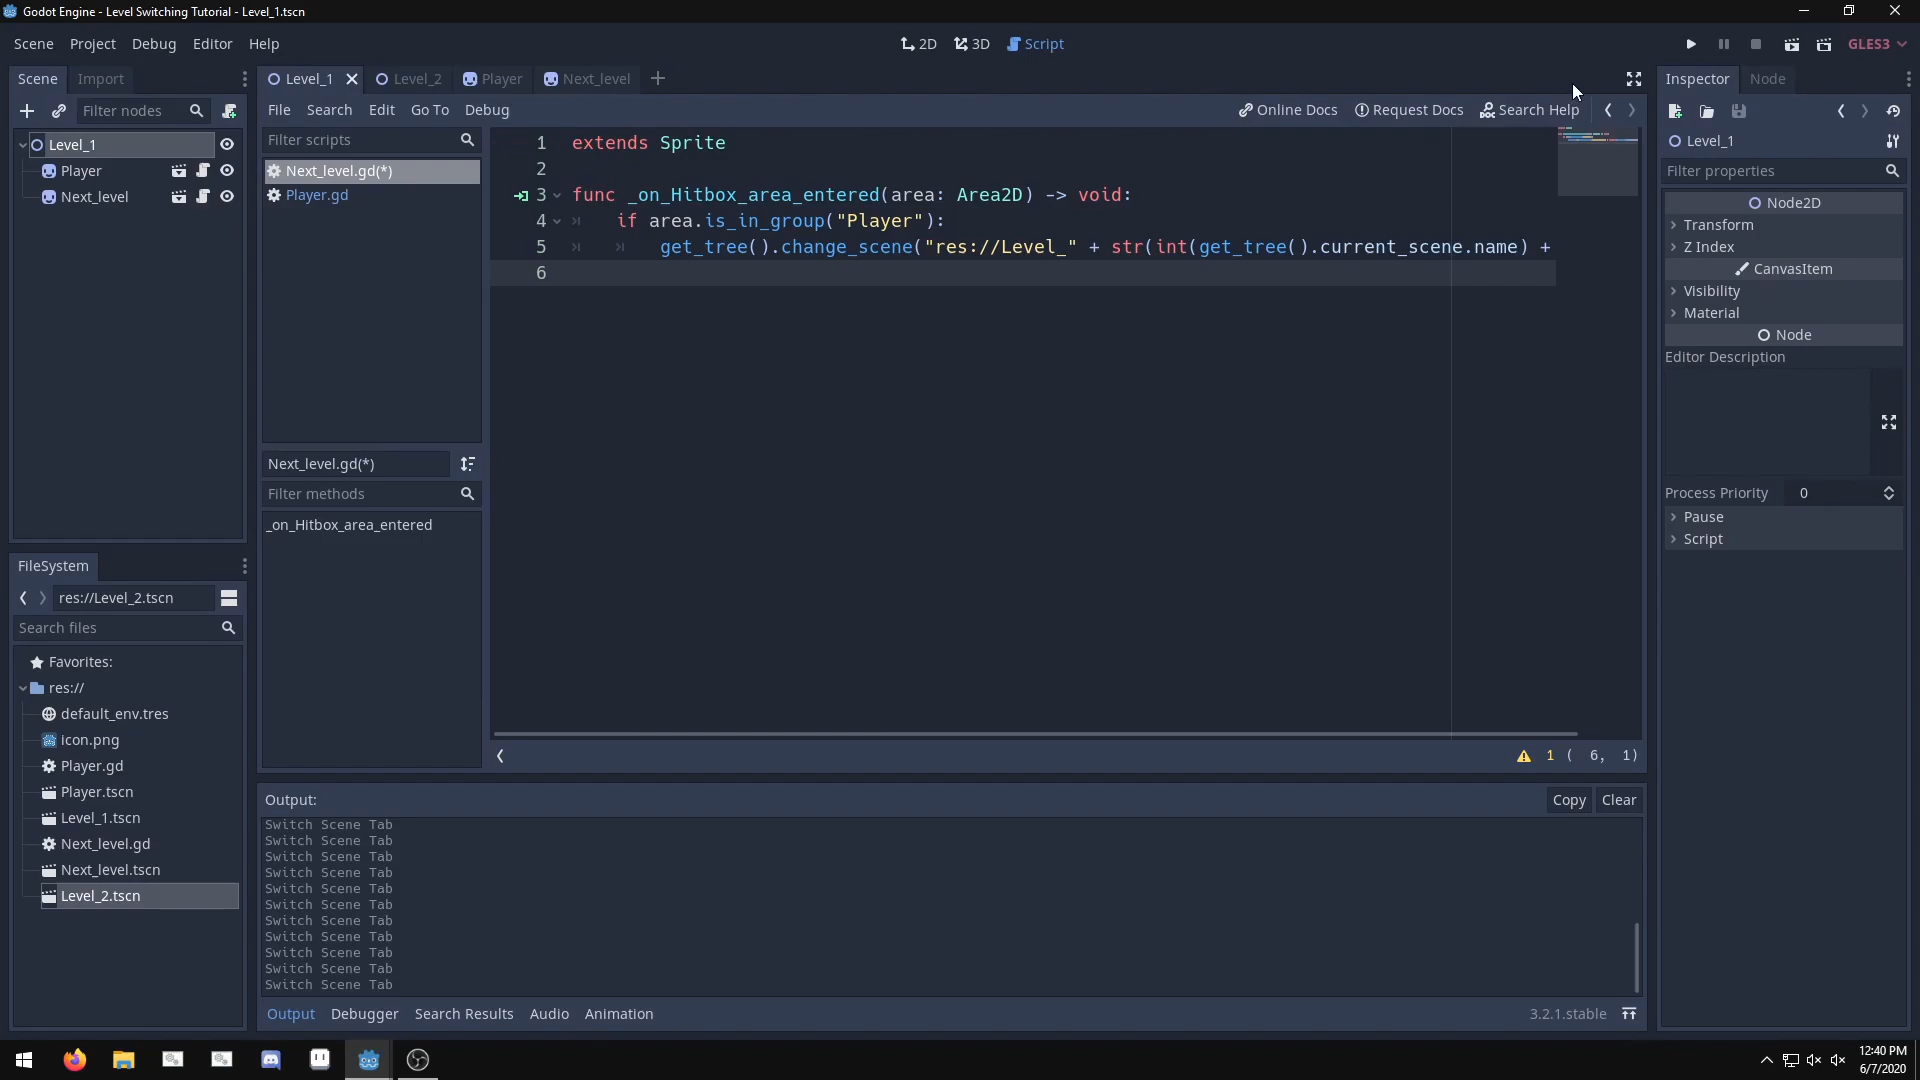 Godot Engine - Level Switching Tutorial - Level_1.tscn
Scene Project Debug Editor Help
2D 3D Script
GLES3
Scene Import
Filter nodes
Level_1
Player
Next_level
Level_1 Level_2 Player Next_level
File Search Edit Go To Debug
Online Docs Request Docs Search Help
Filter scripts
Next_level.gd(*)
Player.gd
Next_level.gd(*)
Filter methods
_on_Hitbox_area_entered
1 extends Sprite
2
3 func _on_Hitbox_area_entered(area: Area2D) -> void:
4 if area.is_in_group("Player"):
5 get_tree().change_scene("res://Level_" + str(int(get_tree().current_scene.name) +
6
1 ( 6, 1)
FileSystem
res://Level_2.tscn
Search files
Favorites:
res://
default_env.tres
icon.png
Player.gd
Player.tscn
Level_1.tscn
Next_level.gd
Next_level.tscn
Level_2.tscn
Output:
Copy Clear
Switch Scene Tab
Switch Scene Tab
Switch Scene Tab
Switch Scene Tab
Switch Scene Tab
Switch Scene Tab
Switch Scene Tab
Switch Scene Tab
Switch Scene Tab
Switch Scene Tab
Switch Scene Tab
Output Debugger Search Results Audio Animation
3.2.1.stable
Inspector Node
Level_1
Filter properties
Node2D
Transform
Z Index
CanvasItem
Visibility
Material
Node
Editor Description
Process Priority 0
Pause
Script
12:40 PM
6/7/2020